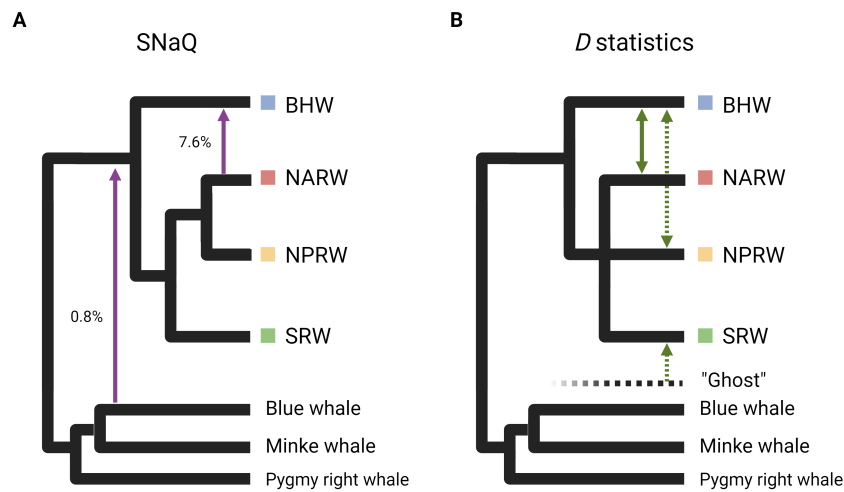 A
SNaQ
BHW
7.6%
NARW
NPRW
0.8%
SRW
Blue whale
Minke whale
Pygmy right whale
B
D statistics
BHW
NARW
NPRW
SRW
"Ghost"
Blue whale
Minke whale
Pygmy right whale